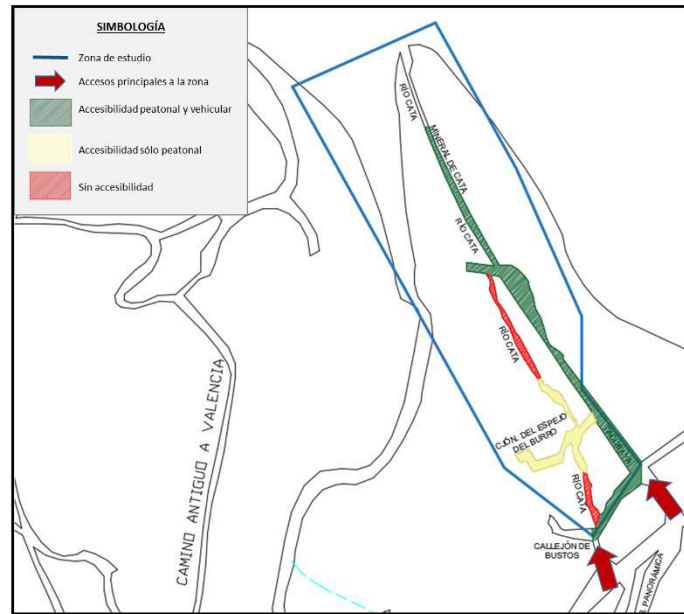 SIMBOLOGÍA
Zona de estudio
Accesos principales a la zona
Accesibilidad peatonal y vehicular
Accesibilidad sólo peatonal
Sin accesibilidad
RÍO CATA
MINERAL DE CATA
RÍO CATA
RÍO CATA
CJÓN. DEL ESPEJO
DEL BURRO
RÍO CATA
CALLEJÓN DE
BUSTOS
CAMINO ANTIGUO A VALENCIA
PANORÁMICA